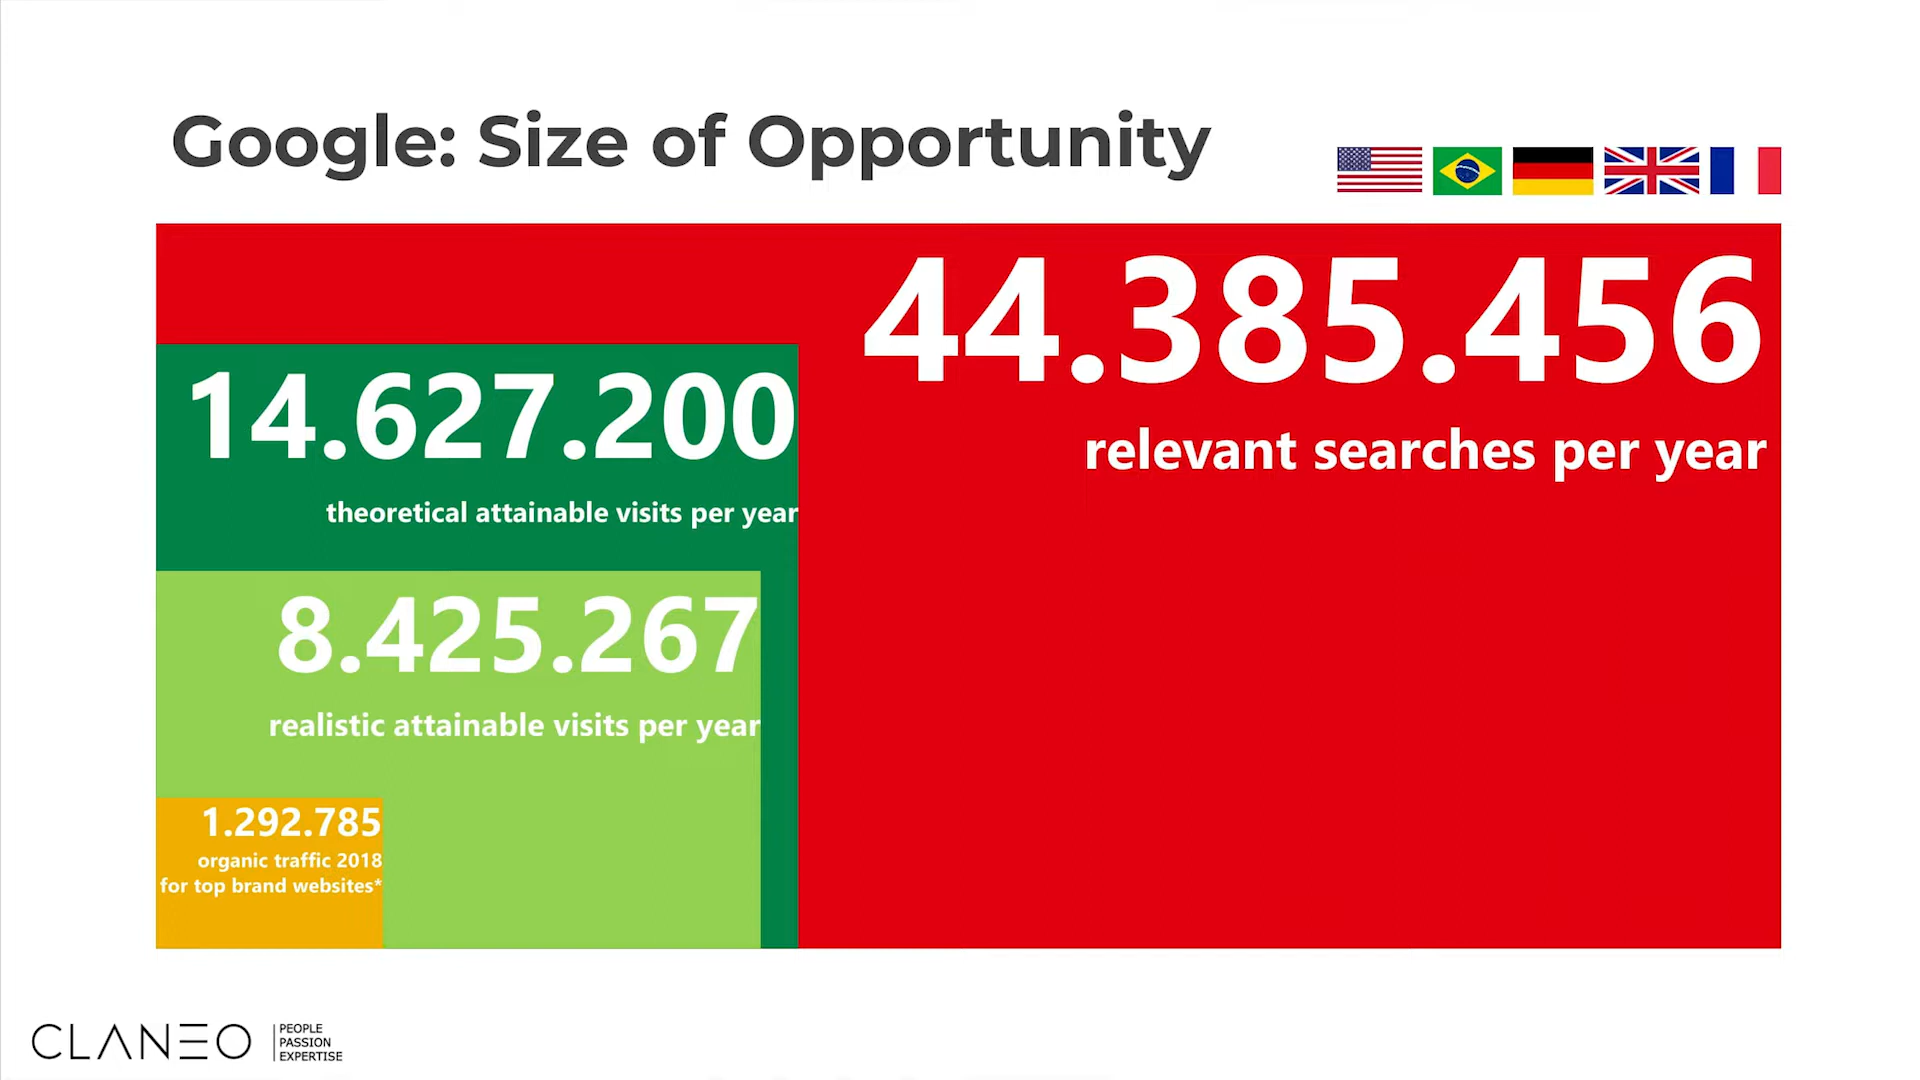 Google: Size of Opportunity
44.385.456
relevant searches per year
14.627.200
theoretical attainable visits per year
8.425.267
realistic attainable visits per year
1.292.785
organic traffic 2018
for top brand websites*
CLANEO
PEOPLE
PASSION
EXPERTISE